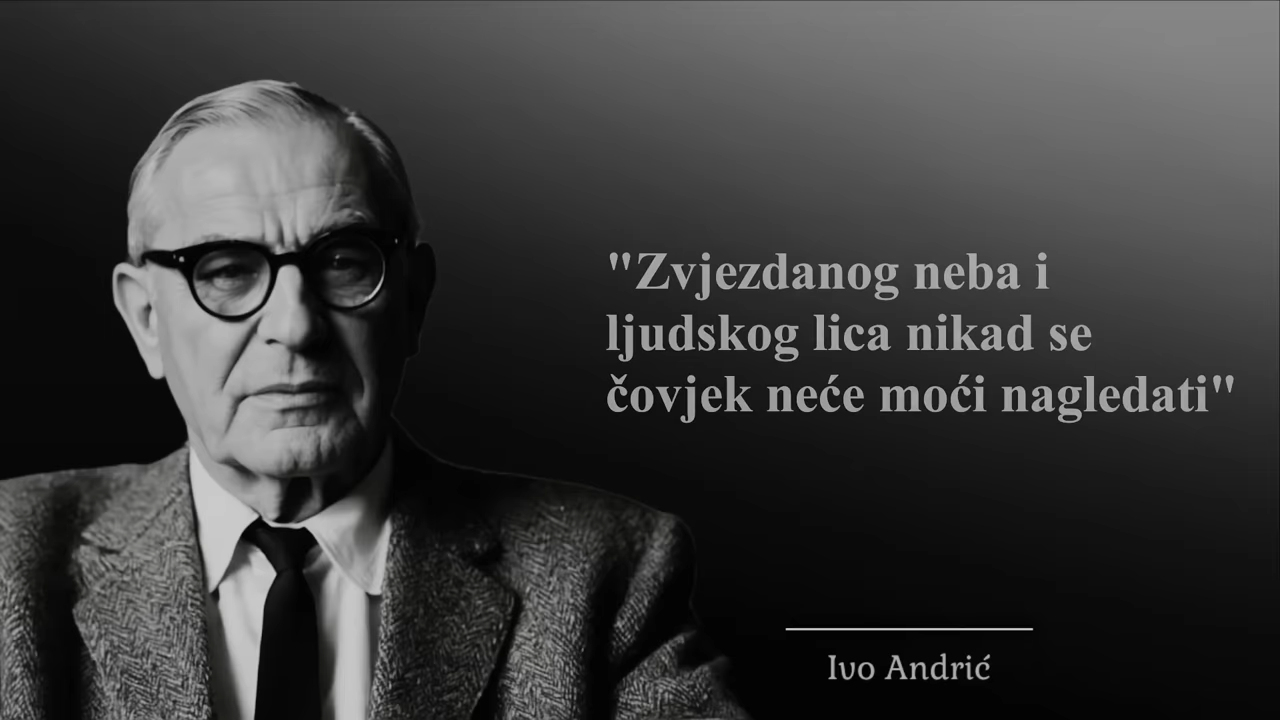 "Zvjezdanog neba i
ljudskog lica nikad se
čovjek neće moći nagledati"
Ivo Andrić